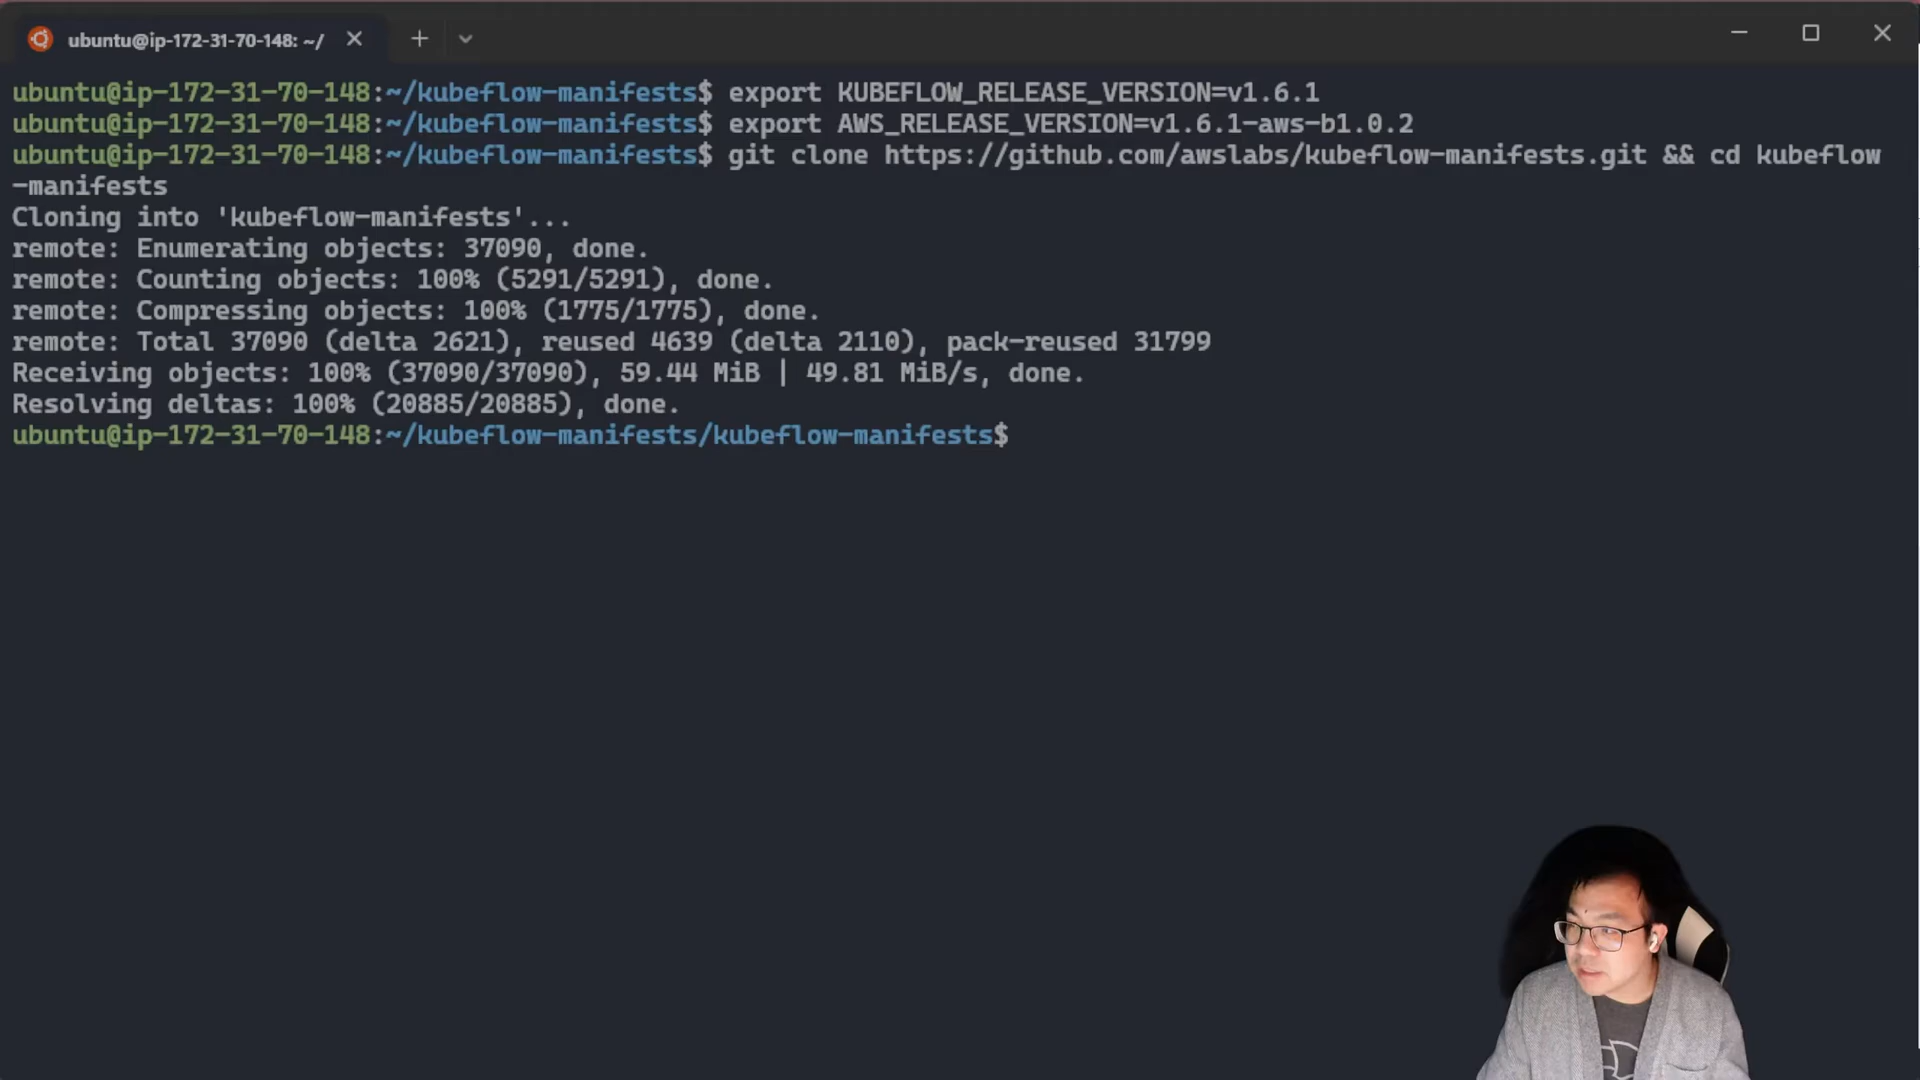 ubuntu@ip-172-31-70-148: ~/
ubuntu@ip-172-31-70-148:~/kubeflow-manifests$ export KUBEFLOW_RELEASE_VERSION=v1.6.1
ubuntu@ip-172-31-70-148:~/kubeflow-manifests$ export AWS_RELEASE_VERSION=v1.6.1-aws-b1.0.2
ubuntu@ip-172-31-70-148:~/kubeflow-manifests$ git clone https://github.com/awslabs/kubeflow-manifests.git && cd kubeflow
-manifests
Cloning into 'kubeflow-manifests'...
remote: Enumerating objects: 37090, done.
remote: Counting objects: 100% (5291/5291), done.
remote: Compressing objects: 100% (1775/1775), done.
remote: Total 37090 (delta 2621), reused 4639 (delta 2110), pack-reused 31799
Receiving objects: 100% (37090/37090), 59.44 MiB | 49.81 MiB/s, done.
Resolving deltas: 100% (20885/20885), done.
ubuntu@ip-172-31-70-148:~/kubeflow-manifests/kubeflow-manifests$